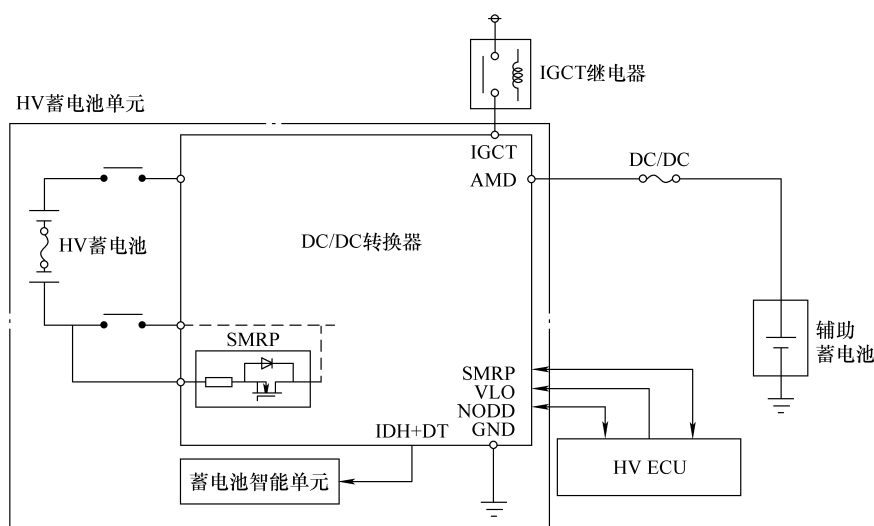 IGCT继电器
HV蓄电池单元
IGCT
DC/DC
AMD
DC/DC转换器
HV蓄电池
辅助
蓄电池
SMRP
SMRP
VLO
NODD
IDH+DT
GND
HV ECU
蓄电池智能单元